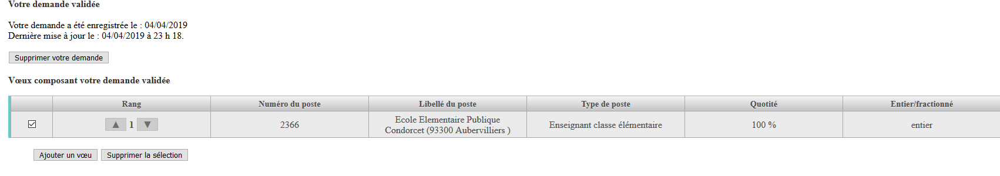 Votre demande validée
Votre demande a été enregistrée le : 04/04/2019
Dernière mise à jour le : 04/04/2019 à 23 h 18.
Supprimer votre demande
Vœux composant votre demande validée
Rang Numéro du poste Libellé du poste Type de poste Quotité Entier/fractionné
▲ 1 ▼ 2366 Ecole Elementaire Publique Enseignant classe élémentaire 100 % entier
Condorcet (93300 Aubervilliers )
Ajouter un vœu Supprimer la sélection